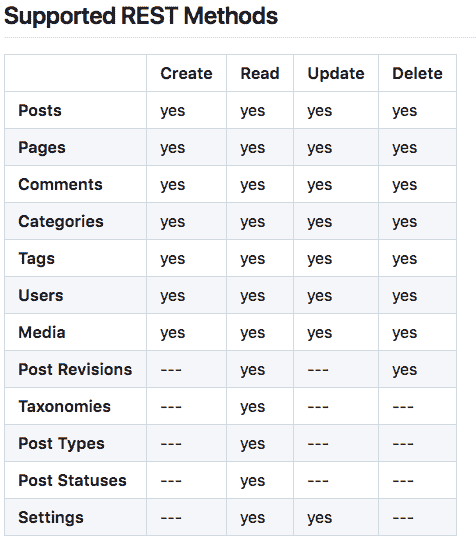 Supported REST Methods
Create Read Update Delete
Posts yes yes yes yes
Pages yes yes yes yes
Comments yes yes yes yes
Categories yes yes yes yes
Tags yes yes yes yes
Users yes yes yes yes
Media yes yes yes yes
Post Revisions --- yes --- yes
Taxonomies --- yes --- ---
Post Types --- yes --- ---
Post Statuses --- yes --- ---
Settings --- yes yes ---